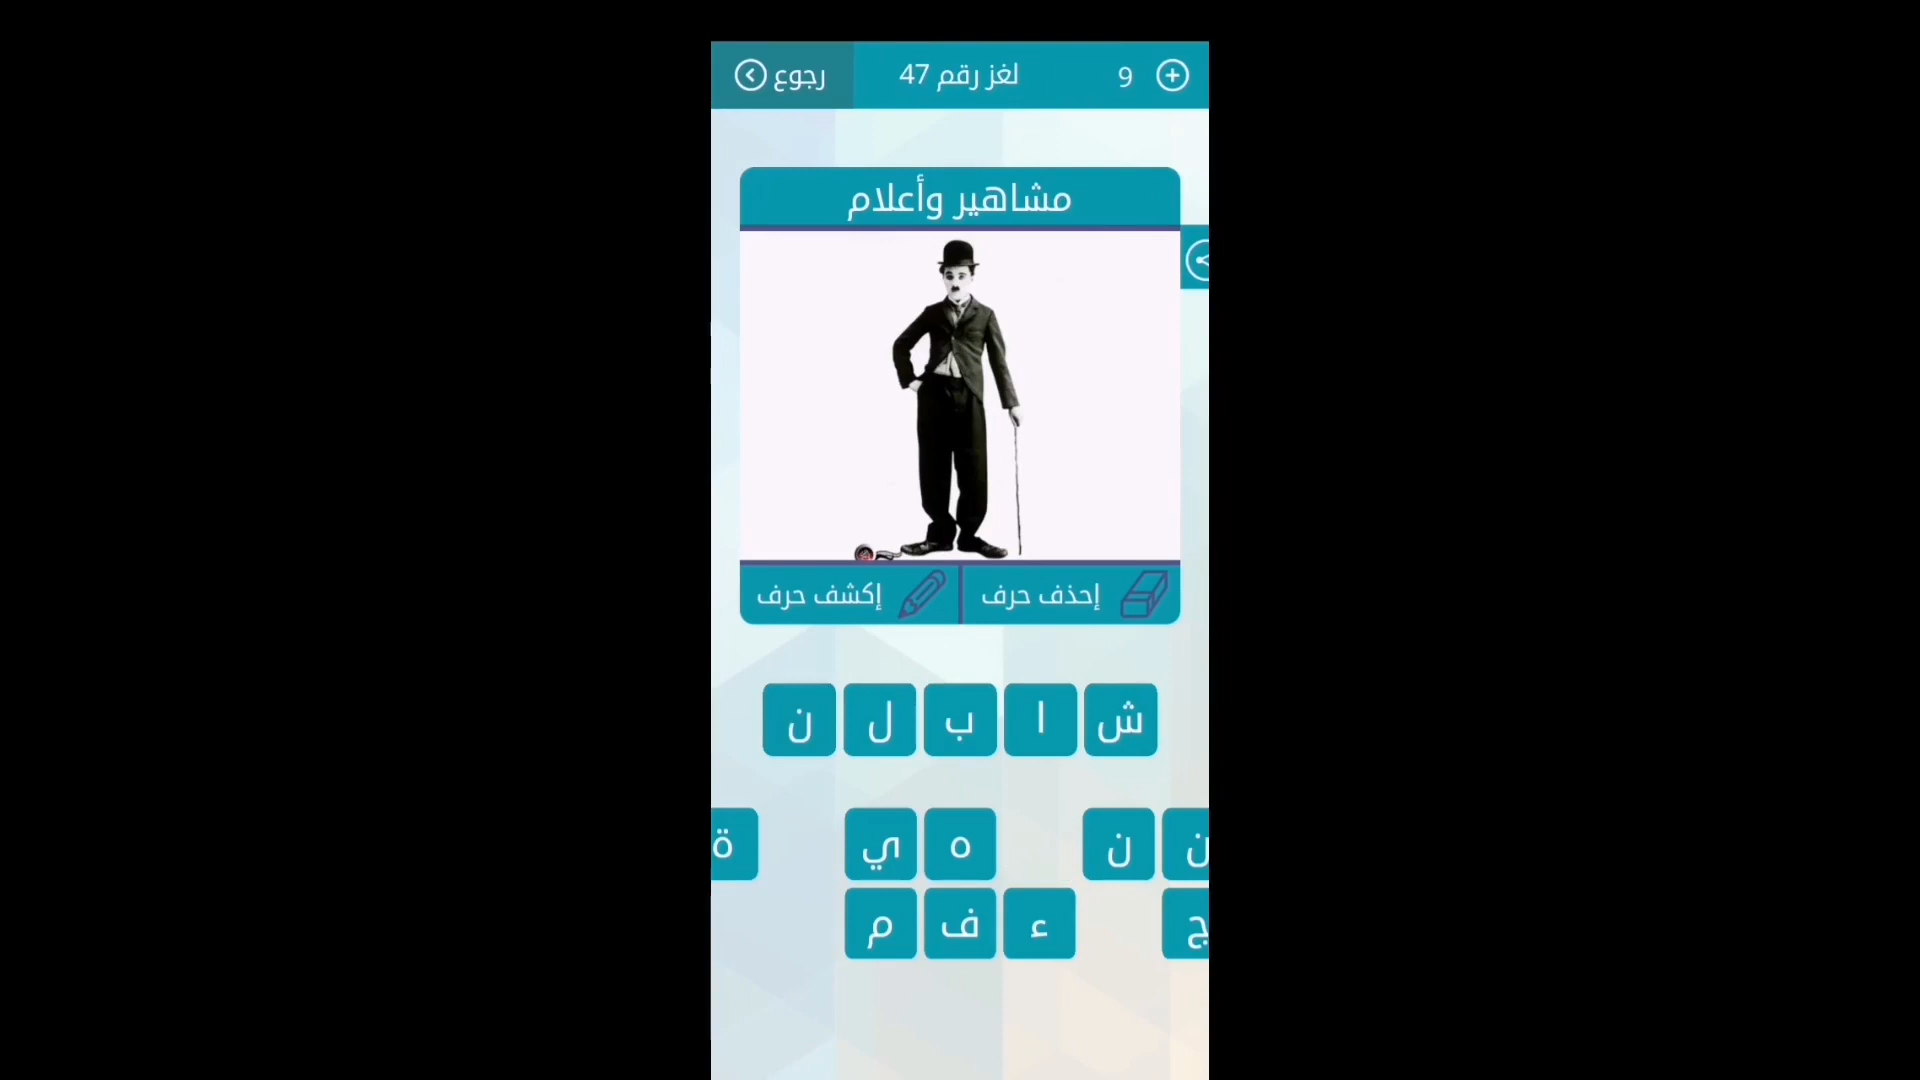 رجوع لغز رقم 47 9
مشاهير وأعلام
إحذف حرف إكشف حرف
ش ا ب ل ن
ن ن ه ي ة
ج ء ف م